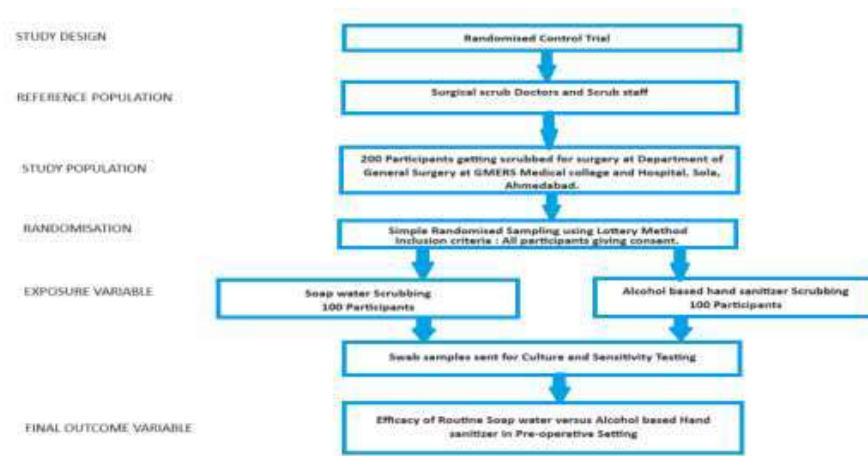 STUDY DESIGN
Randomised Control Trial
REFERENCE POPULATION
Surgical scrub Doctors and Scrub staff
STUDY POPULATION
200 Participants getting scrubbed for surgery at Department of
General Surgery at GMERS Medical college and Hospital, Sola,
Ahmedabad.
RANDOMISATION
Simple Randomised Sampling using Lottery Method
Inclusion criteria : All participants giving consent.
EXPOSURE VARIABLE
Soap water Scrubbing
100 Participants
Alcohol based hand sanitizer Scrubbing
100 Participants
Swab samples sent for Culture and Sensitivity Testing
FINAL OUTCOME VARIABLE
Efficacy of Routine Soap water versus Alcohol based Hand
sanitizer in Pre-operative Setting